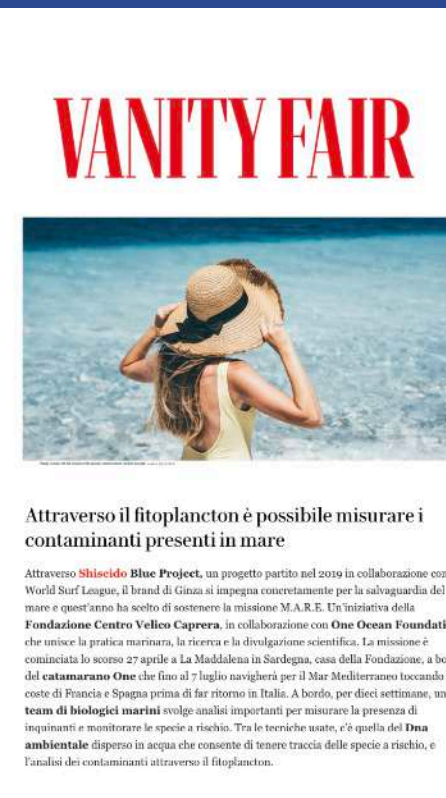 VANITY FAIR
Attraverso il fitoplancton è possibile misurare i
contaminanti presenti in mare
Attraverso Shiseido Blue Project, un progetto partito nel 2019 in collaborazione con
World Surf League, il brand di Ginza si impegna concretamente per la salvaguardia del
mare e quest'anno ha scelto di sostenere la missione M.A.R.E. Un'iniziativa della
Fondazione Centro Velico Caprera, in collaborazione con One Ocean Foundati
che unisce la pratica marinara, la ricerca e la divulgazione scientifica. La missione è
cominciata lo scorso 27 aprile a La Maddalena in Sardegna, casa della Fondazione, a bo
del catamarano One che fino al 7 luglio navigherà per il Mar Mediterraneo toccando
coste di Francia e Spagna prima di far ritorno in Italia. A bordo, per dieci settimane, un
team di biologici marini svolge analisi importanti per misurare la presenza di
inquinanti e monitorare le specie a rischio. Tra le tecniche usate, c'è quella del Dna
ambientale disperso in acqua che consente di tenere traccia delle specie a rischio, e
l'analisi dei contaminanti attraverso il fitoplancton.